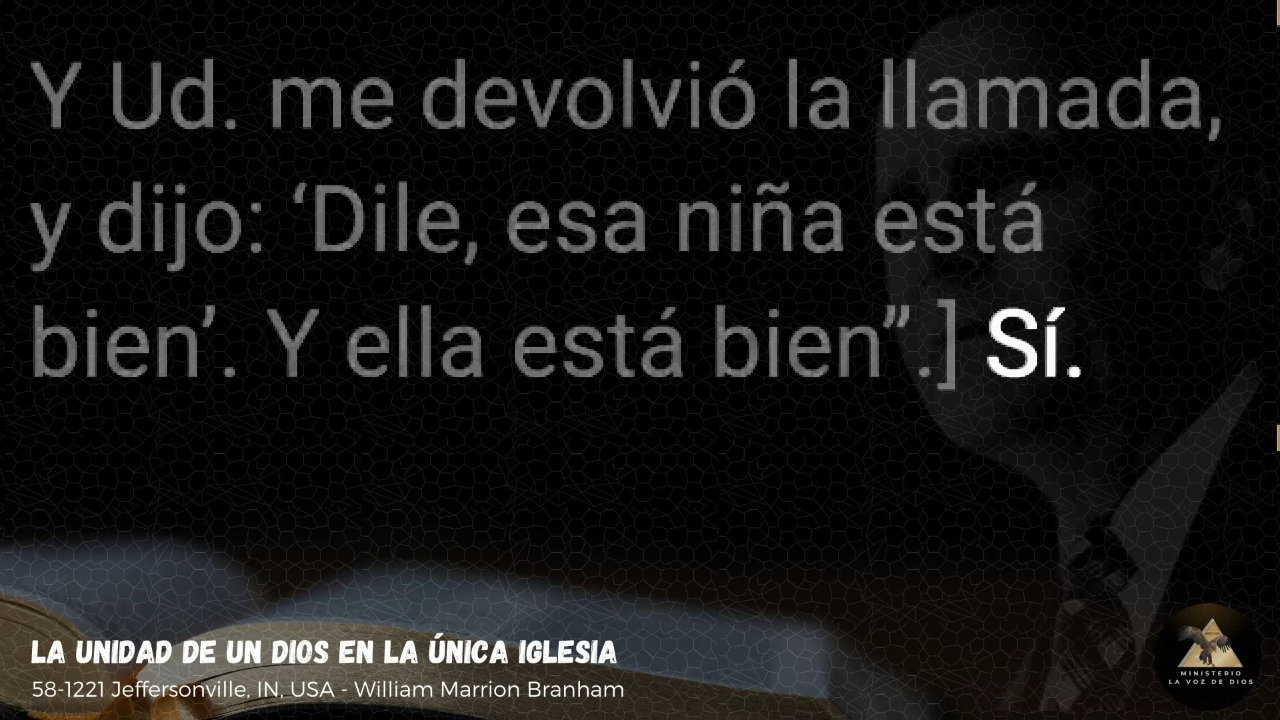 Y Ud. me devolvió la llamada,
y dijo: ‘Dile, esa niña está
bien’. Y ella está bien”.] Sí.
LA UNIDAD DE UN DIOS EN LA ÚNICA IGLESIA
58-1221 Jeffersonville, IN, USA - William Marrion Branham
MINISTERIO
LA VOZ DE DIOS